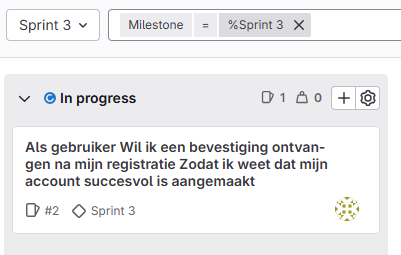 Sprint 3 Milestone = %Sprint 3
In progress 1 0
Als gebruiker Wil ik een bevestiging ontvan-
gen na mijn registratie Zodat ik weet dat mijn
account succesvol is aangemaakt
#2 Sprint 3